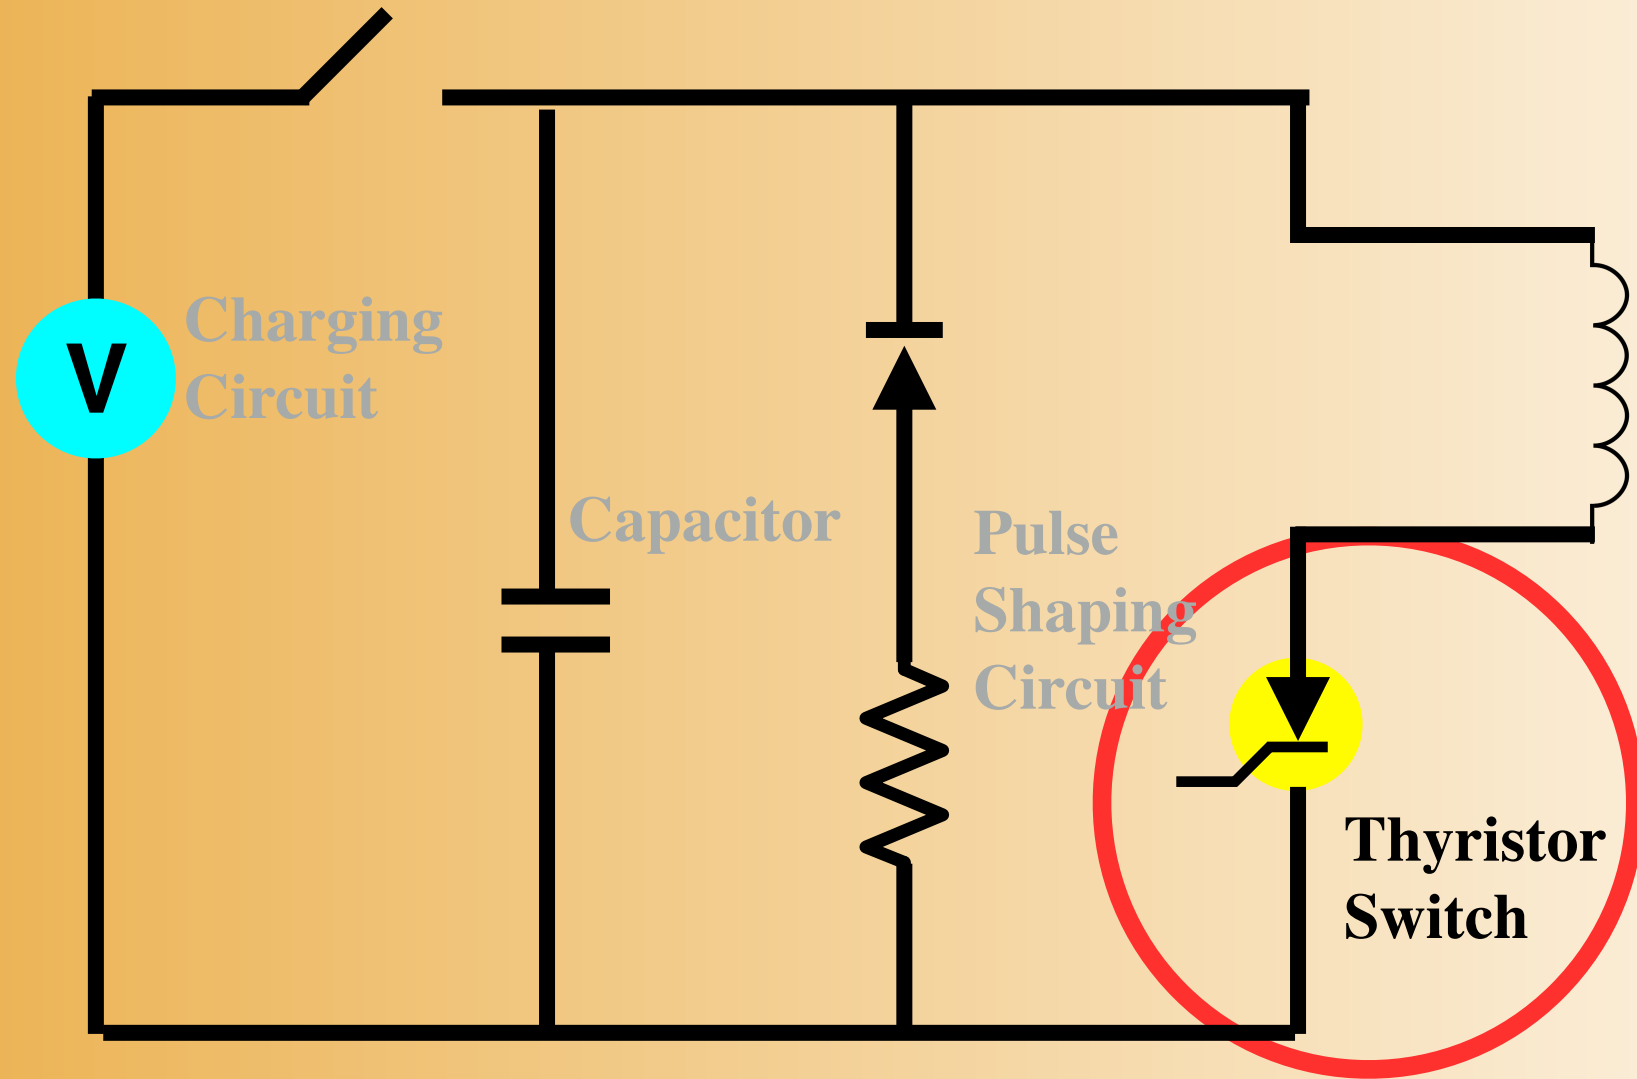 V
Charging
Circuit
Capacitor
Pulse
Shaping
Circuit
Thyristor
Switch